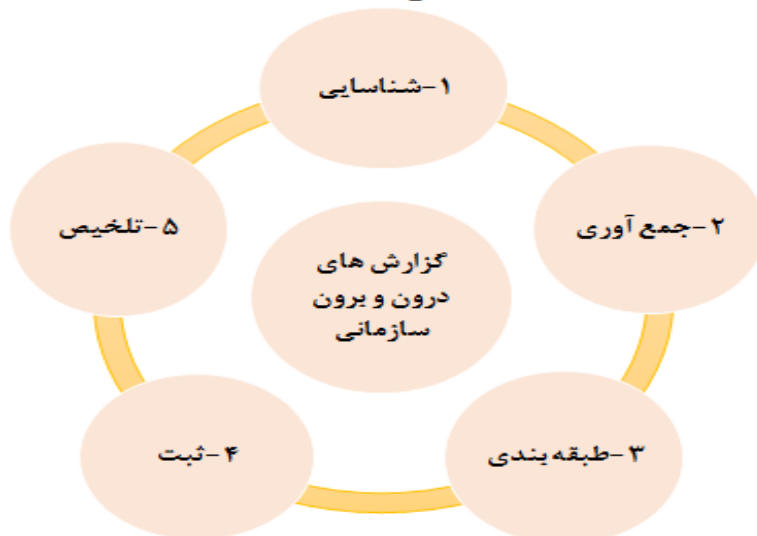 ۱-شناسایی
۲-جمع آوری
۳-طبقه بندی
۴-ثبت
۵-تلخیص
گزارش های
درون و برون
سازمانی